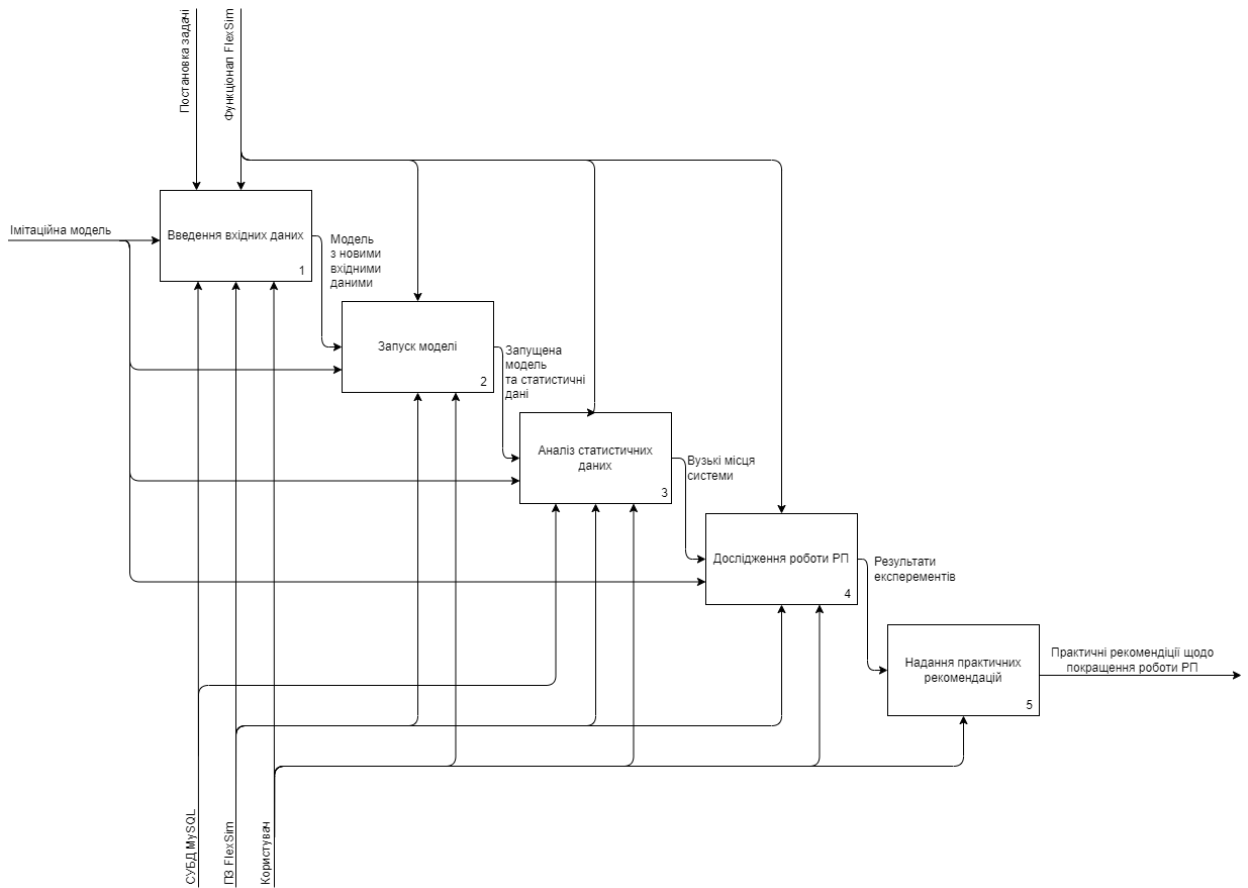 Постановка задачі
Функціонал FlexSim
Імітаційна модель
Введення вхідних даних
1
Модель
з новими
вхідними
даними
Запуск моделі
2
Запущена
модель
та статистичні
дані
Аналіз статистичних
даних
3
Вузькі місця
системи
Дослідження роботи РП
4
Результати
експерементів
Надання практичних
рекомендацій
5
Практичні рекомендіції щодо
покращення роботи РП
СУБД MySQL
ПЗ FlexSim
Користувач